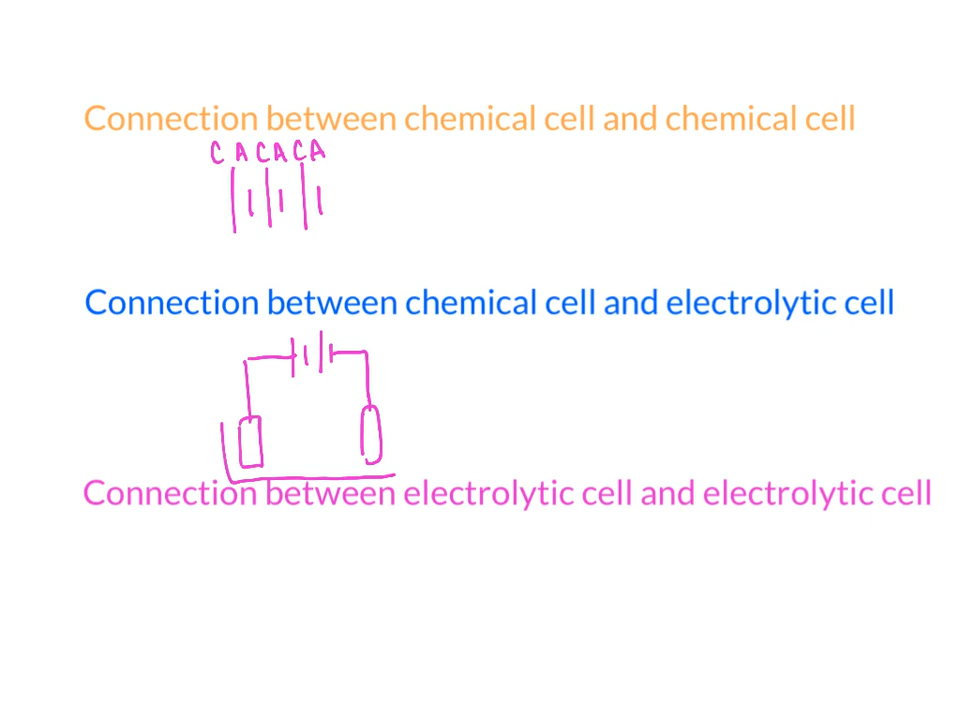 Connection between chemical cell and chemical cell
C A C A C A
Connection between chemical cell and electrolytic cell
Connection between electrolytic cell and electrolytic cell